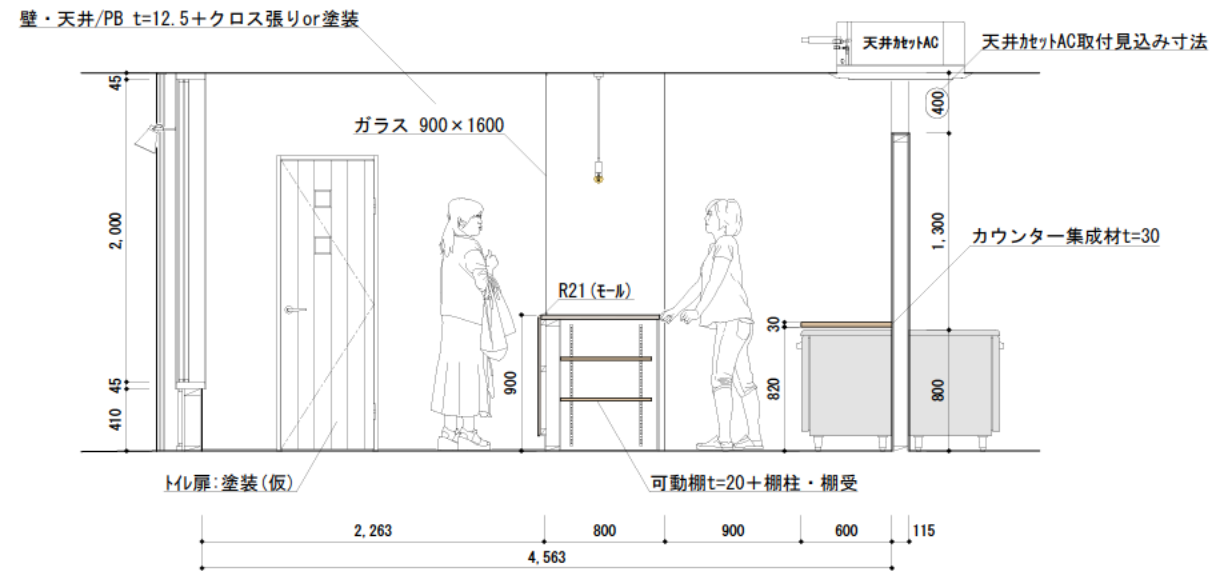 壁・天井/PB t=12.5+クロス張りor塗装
天井ｶｾｯﾄAC
天井ｶｾｯﾄAC取付見込み寸法
45
400
ガラス 900×1600
2,000
1,300
カウンター集成材t=30
R21(ﾓｰﾙ)
30
45
900
820
800
410
ﾄｲﾚ扉:塗装(仮)
可動棚t=20+棚柱・棚受
2,263
800
900
600
115
4,563